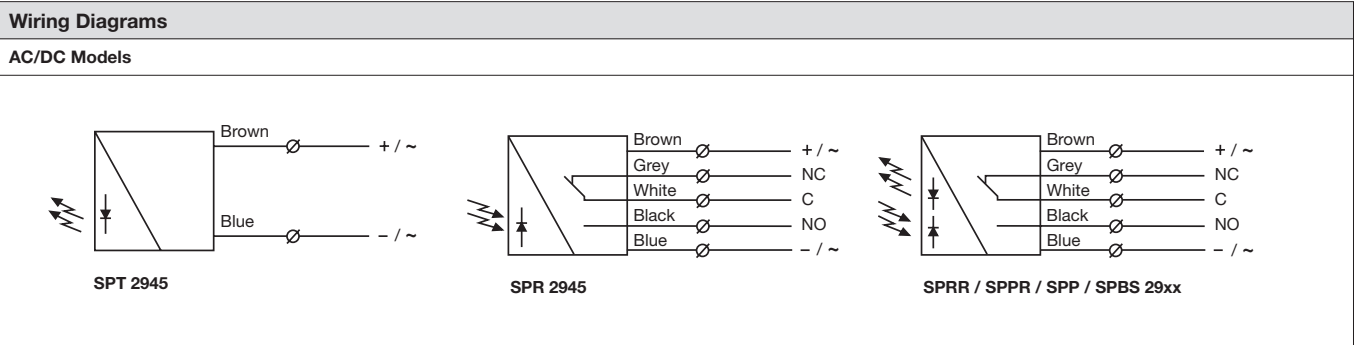 Wiring Diagrams
AC/DC Models
Brown
+ / ~
Blue
– / ~
SPT 2945
Brown
+ / ~
Grey
NC
White
C
Black
NO
Blue
– / ~
SPR 2945
Brown
+ / ~
Grey
NC
White
C
Black
NO
Blue
– / ~
SPRR / SPPR / SPP / SPBS 29xx